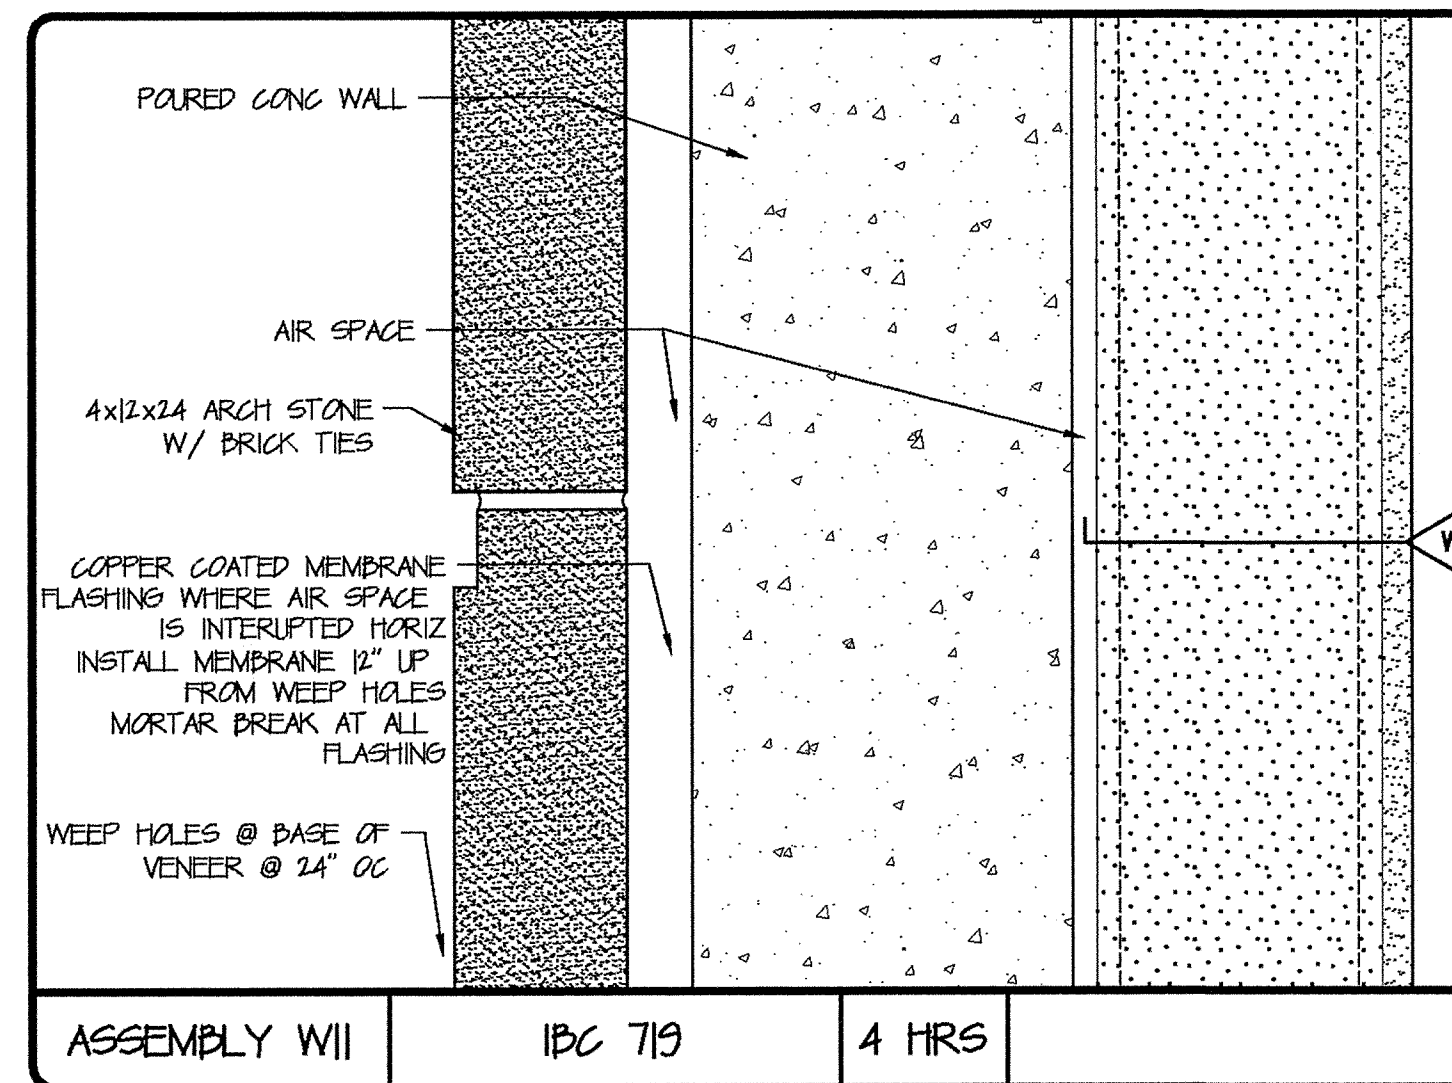 POURED CONC WALL
AIR SPACE
4x12x24 ARCH STONE
W/ BRICK TIES
COPPER COATED MEMBRANE
FLASHING WHERE AIR SPACE
IS INTERUPTED HORIZ
INSTALL MEMBRANE 12" UP
FROM WEEP HOLES
MORTAR BREAK AT ALL
FLASHING
WEEP HOLES @ BASE OF
VENEER @ 24" OC
ASSEMBLY W11
IBC 719
4 HRS